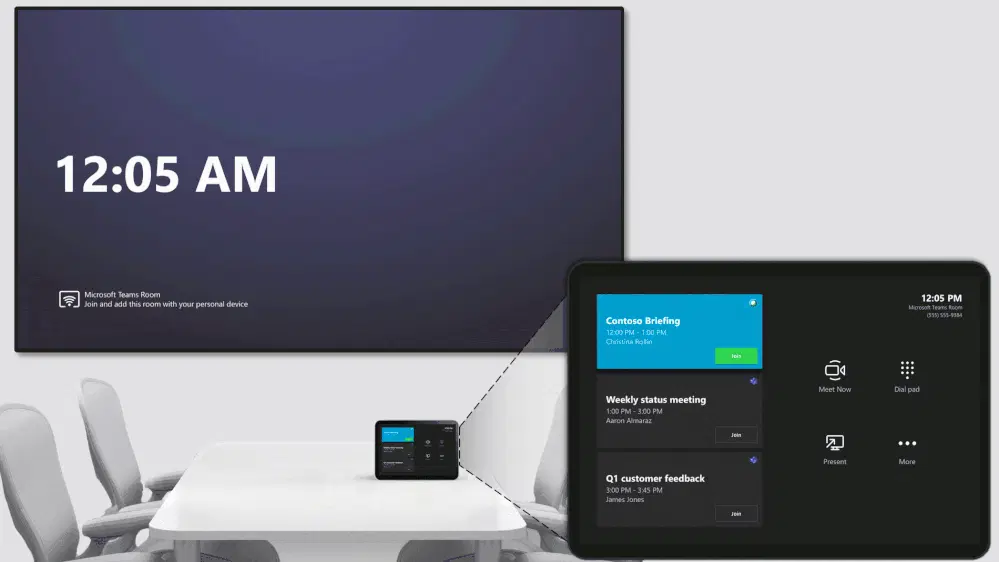 12:05 AM
Microsoft Teams Room
Join and add this room with your personal device
Contoso Briefing
12:00 PM - 1:00 PM
Christina Rollin
Join
Weekly status meeting
1:00 PM - 3:00 PM
Aaron Almaraz
Join
Q1 customer feedback
3:00 PM - 3:45 PM
James Jones
Join
12:05 PM
Microsoft Teams Room
(555) 555-9984
Meet Now
Dial pad
Present
More